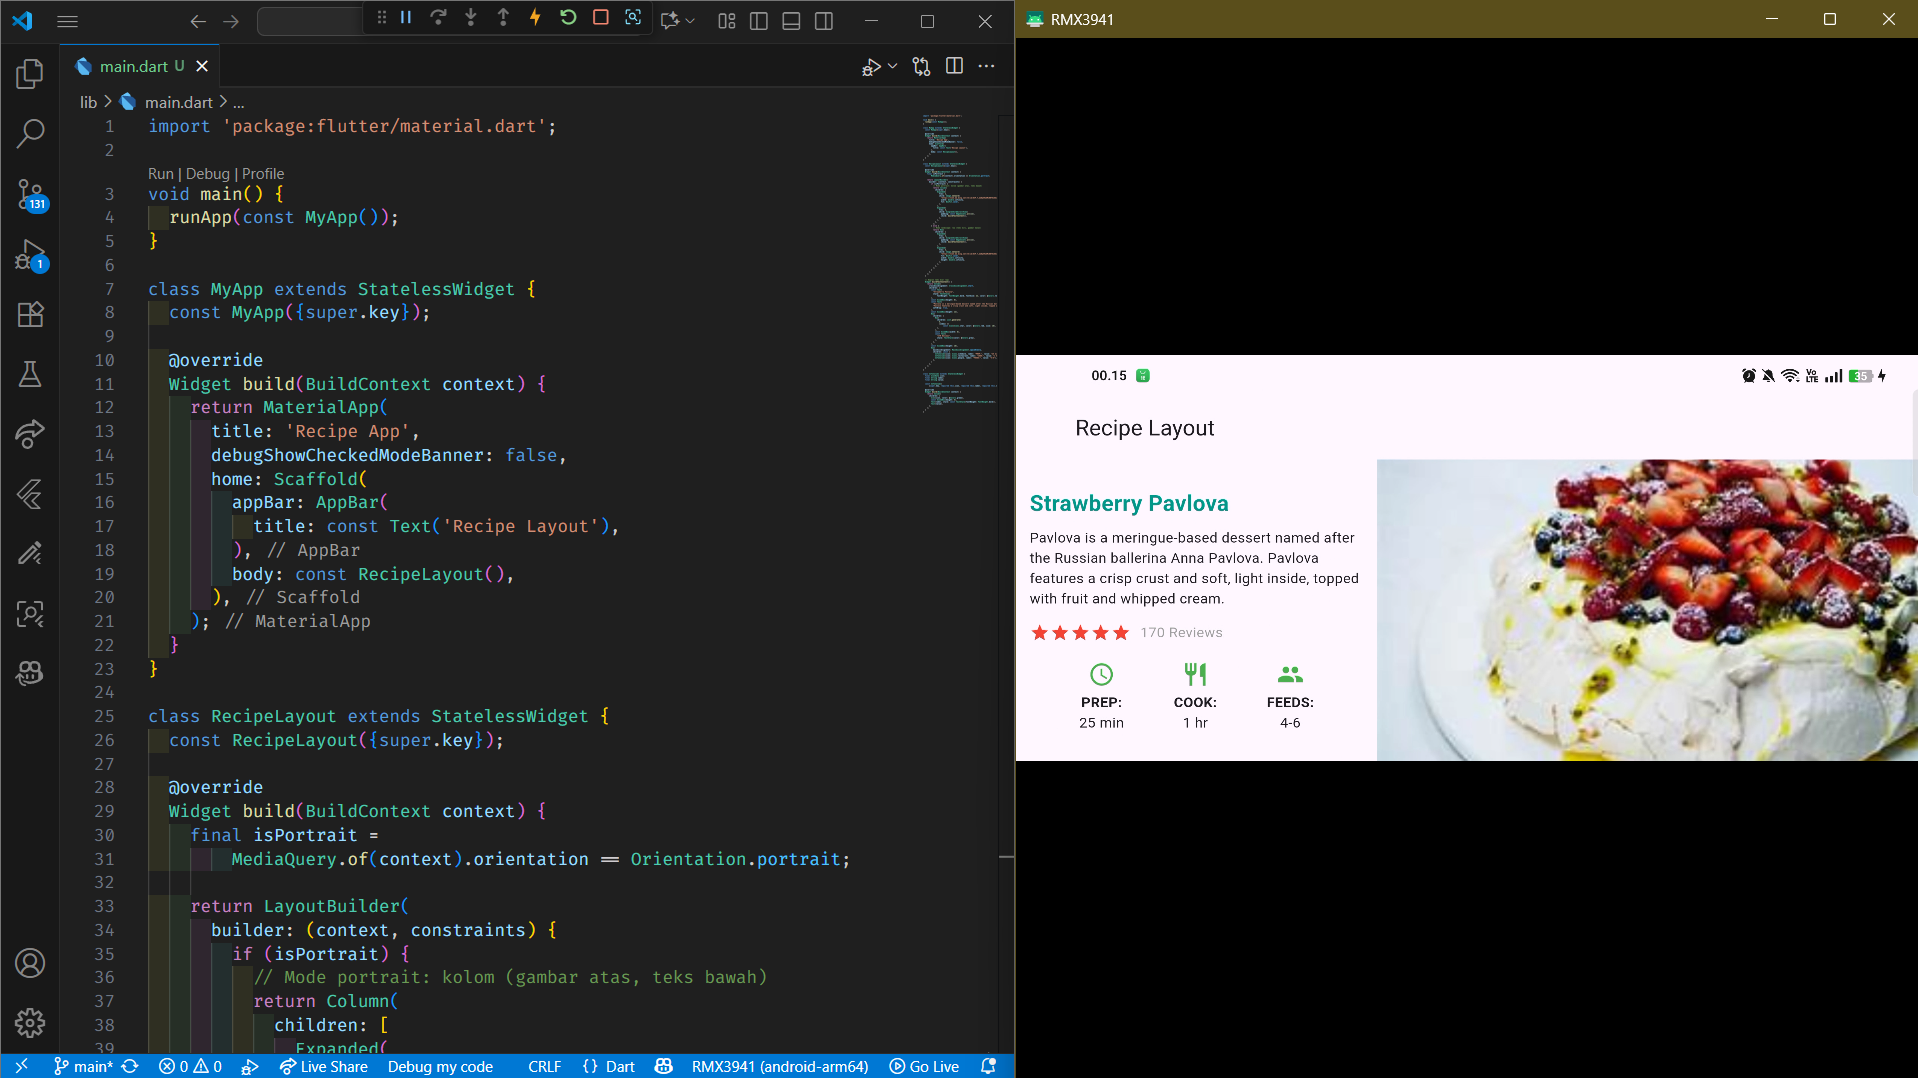 main.dart U
lib > main.dart > ...
1 import 'package:flutter/material.dart';
2
Run | Debug | Profile
3 void main() {
4 runApp(const MyApp());
5 }
6
7 class MyApp extends StatelessWidget {
8 const MyApp({super.key});
9
10 @override
11 Widget build(BuildContext context) {
12 return MaterialApp(
13 title: 'Recipe App',
14 debugShowCheckedModeBanner: false,
15 home: Scaffold(
16 appBar: AppBar(
17 title: const Text('Recipe Layout'),
18 ), // AppBar
19 body: const RecipeLayout(),
20 ), // Scaffold
21 ); // MaterialApp
22 }
23 }
24
25 class RecipeLayout extends StatelessWidget {
26 const RecipeLayout({super.key});
27
28 @override
29 Widget build(BuildContext context) {
30 final isPortrait =
31 MediaQuery.of(context).orientation == Orientation.portrait;
32
33 return LayoutBuilder(
34 builder: (context, constraints) {
35 if (isPortrait) {
36 // Mode portrait: kolom (gambar atas, teks bawah)
37 return Column(
38 children: [
39 Expanded(
131
1
main* 0 0 Live Share Debug my code CRLF {} Dart RMX3941 (android-arm64) Go Live
RMX3941
00.15 Vo LTE 35
Recipe Layout
Strawberry Pavlova
Pavlova is a meringue-based dessert named after
the Russian ballerina Anna Pavlova. Pavlova
features a crisp crust and soft, light inside, topped
with fruit and whipped cream.
170 Reviews
PREP: COOK: FEEDS:
25 min 1 hr 4-6